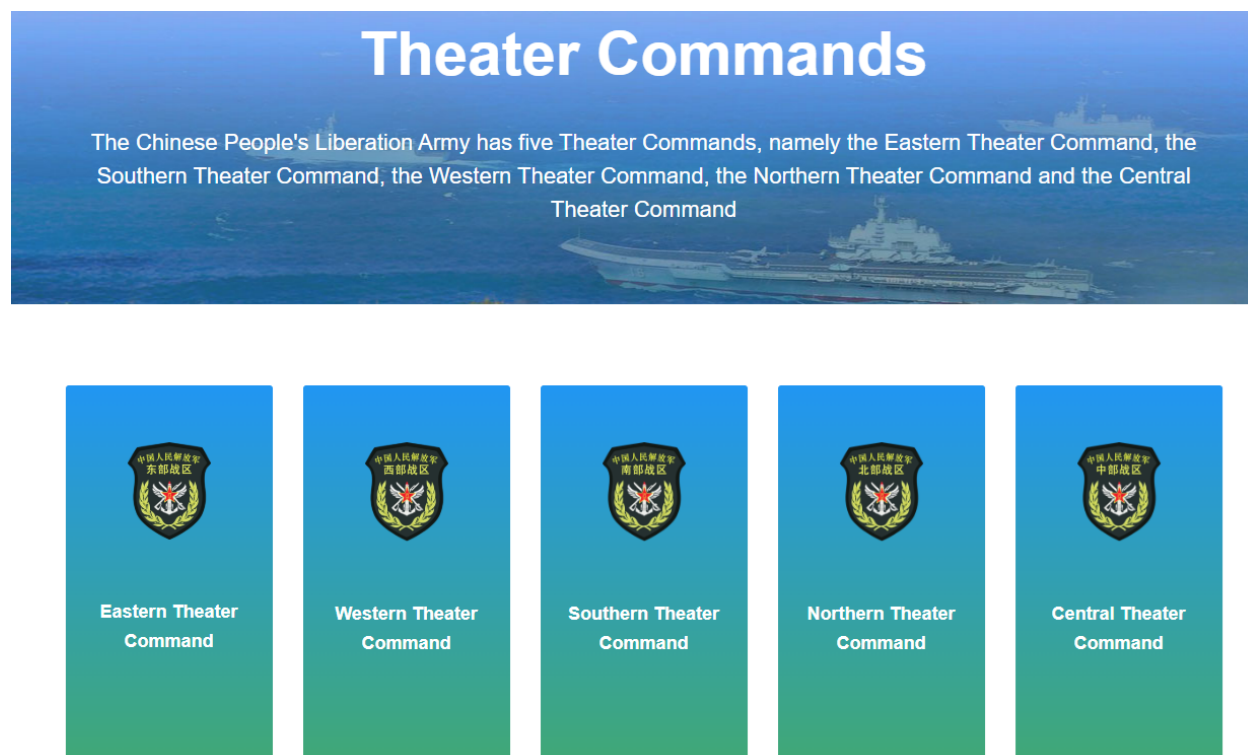 Theater Commands
The Chinese People's Liberation Army has five Theater Commands, namely the Eastern Theater Command, the
Southern Theater Command, the Western Theater Command, the Northern Theater Command and the Central
Theater Command
中国人民解放军
东部战区
Eastern Theater
Command
中国人民解放军
西部战区
Western Theater
Command
中国人民解放军
南部战区
Southern Theater
Command
中国人民解放军
北部战区
Northern Theater
Command
中国人民解放军
中部战区
Central Theater
Command